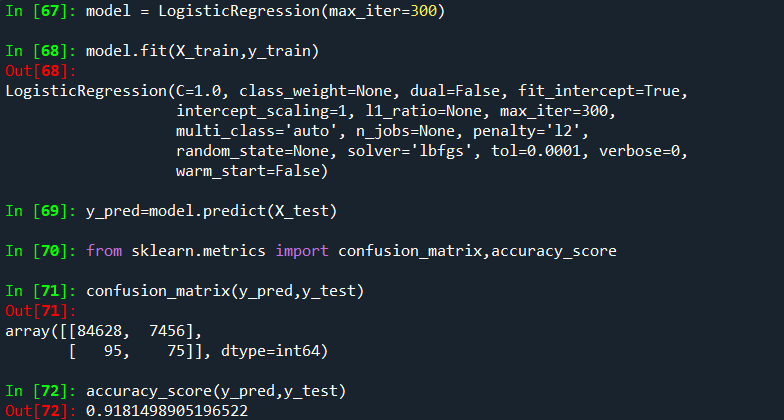 In [67]: model = LogisticRegression(max_iter=300)
In [68]: model.fit(X_train,y_train)
Out[68]:
LogisticRegression(C=1.0, class_weight=None, dual=False, fit_intercept=True,
                   intercept_scaling=1, l1_ratio=None, max_iter=300,
                   multi_class='auto', n_jobs=None, penalty='l2',
                   random_state=None, solver='lbfgs', tol=0.0001, verbose=0,
                   warm_start=False)
In [69]: y_pred=model.predict(X_test)
In [70]: from sklearn.metrics import confusion_matrix,accuracy_score
In [71]: confusion_matrix(y_pred,y_test)
Out[71]:
array([[84628,  7456],
       [   95,    75]], dtype=int64)
In [72]: accuracy_score(y_pred,y_test)
Out[72]: 0.9181498905196522